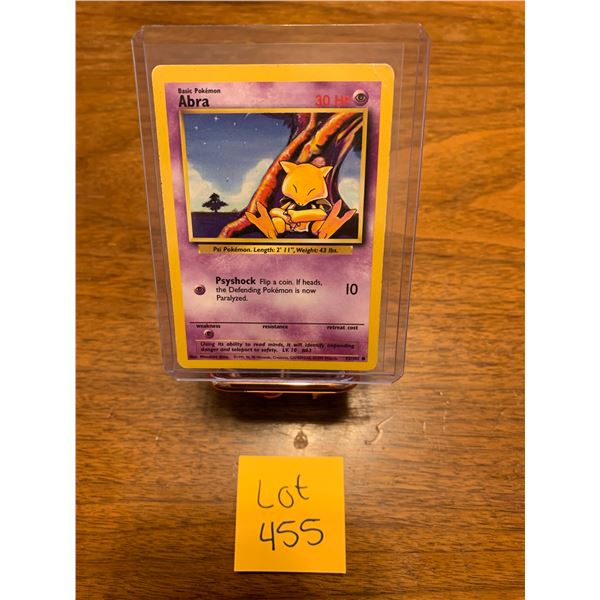 Basic Pokémon
Abra 30 HP
Psi Pokémon. Length: 2' 11", Weight: 43 lbs.
Psyshock Flip a coin. If heads, 10
the Defending Pokémon is now
Paralyzed.
weakness resistance retreat cost
Using its ability to read minds, it will identify impending
danger and teleport to safety. LV. 10 #63
Lot
455